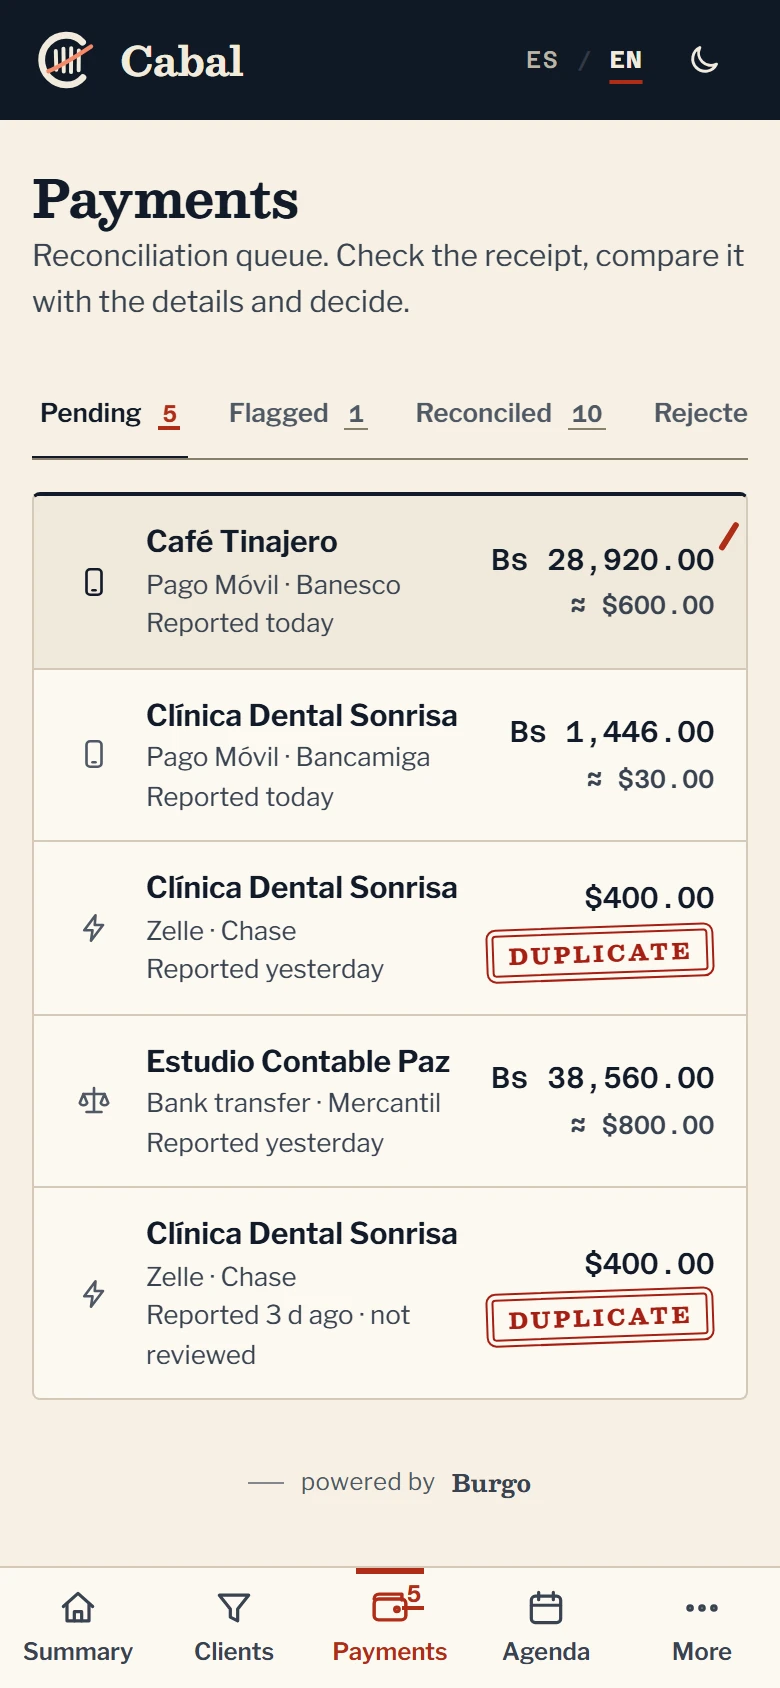 Cabal
ES / EN
Payments
Reconciliation queue. Check the receipt, compare it
with the details and decide.
Pending 5 Flagged 1 Reconciled 10 Rejecte
Café Tinajero
Pago Móvil · Banesco
Reported today
Bs 28,920.00
≈ $600.00
Clínica Dental Sonrisa
Pago Móvil · Bancamiga
Reported today
Bs 1,446.00
≈ $30.00
Clínica Dental Sonrisa
Zelle · Chase
Reported yesterday
$400.00
DUPLICATE
Estudio Contable Paz
Bank transfer · Mercantil
Reported yesterday
Bs 38,560.00
≈ $800.00
Clínica Dental Sonrisa
Zelle · Chase
Reported 3 d ago · not
reviewed
$400.00
DUPLICATE
powered by Burgo
5
Summary Clients Payments Agenda More